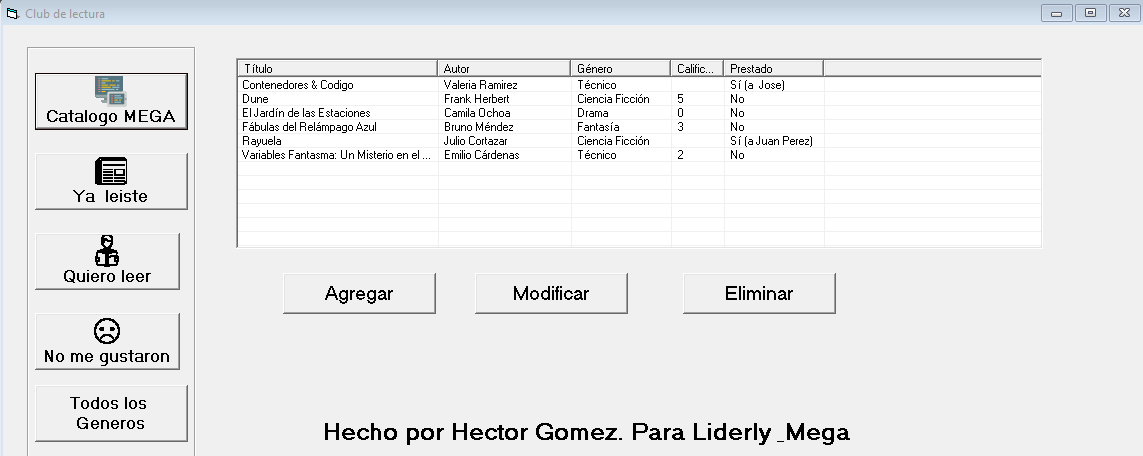 Club de lectura
Catalogo MEGA
Ya leiste
Quiero leer
No me gustaron
Todos los
Generos
Título Autor Género Calific... Prestado
Contenedores & Codigo Valeria Ramirez Técnico Sí (a Jose)
Dune Frank Herbert Ciencia Ficción 5 No
El Jardín de las Estaciones Camila Ochoa Drama 0 No
Fábulas del Relámpago Azul Bruno Méndez Fantasía 3 No
Rayuela Julio Cortazar Ciencia Ficción Sí (a Juan Perez)
Variables Fantasma: Un Misterio en el ... Emilio Cárdenas Técnico 2 No
Agregar Modificar Eliminar
Hecho por Hector Gomez. Para Liderly_Mega